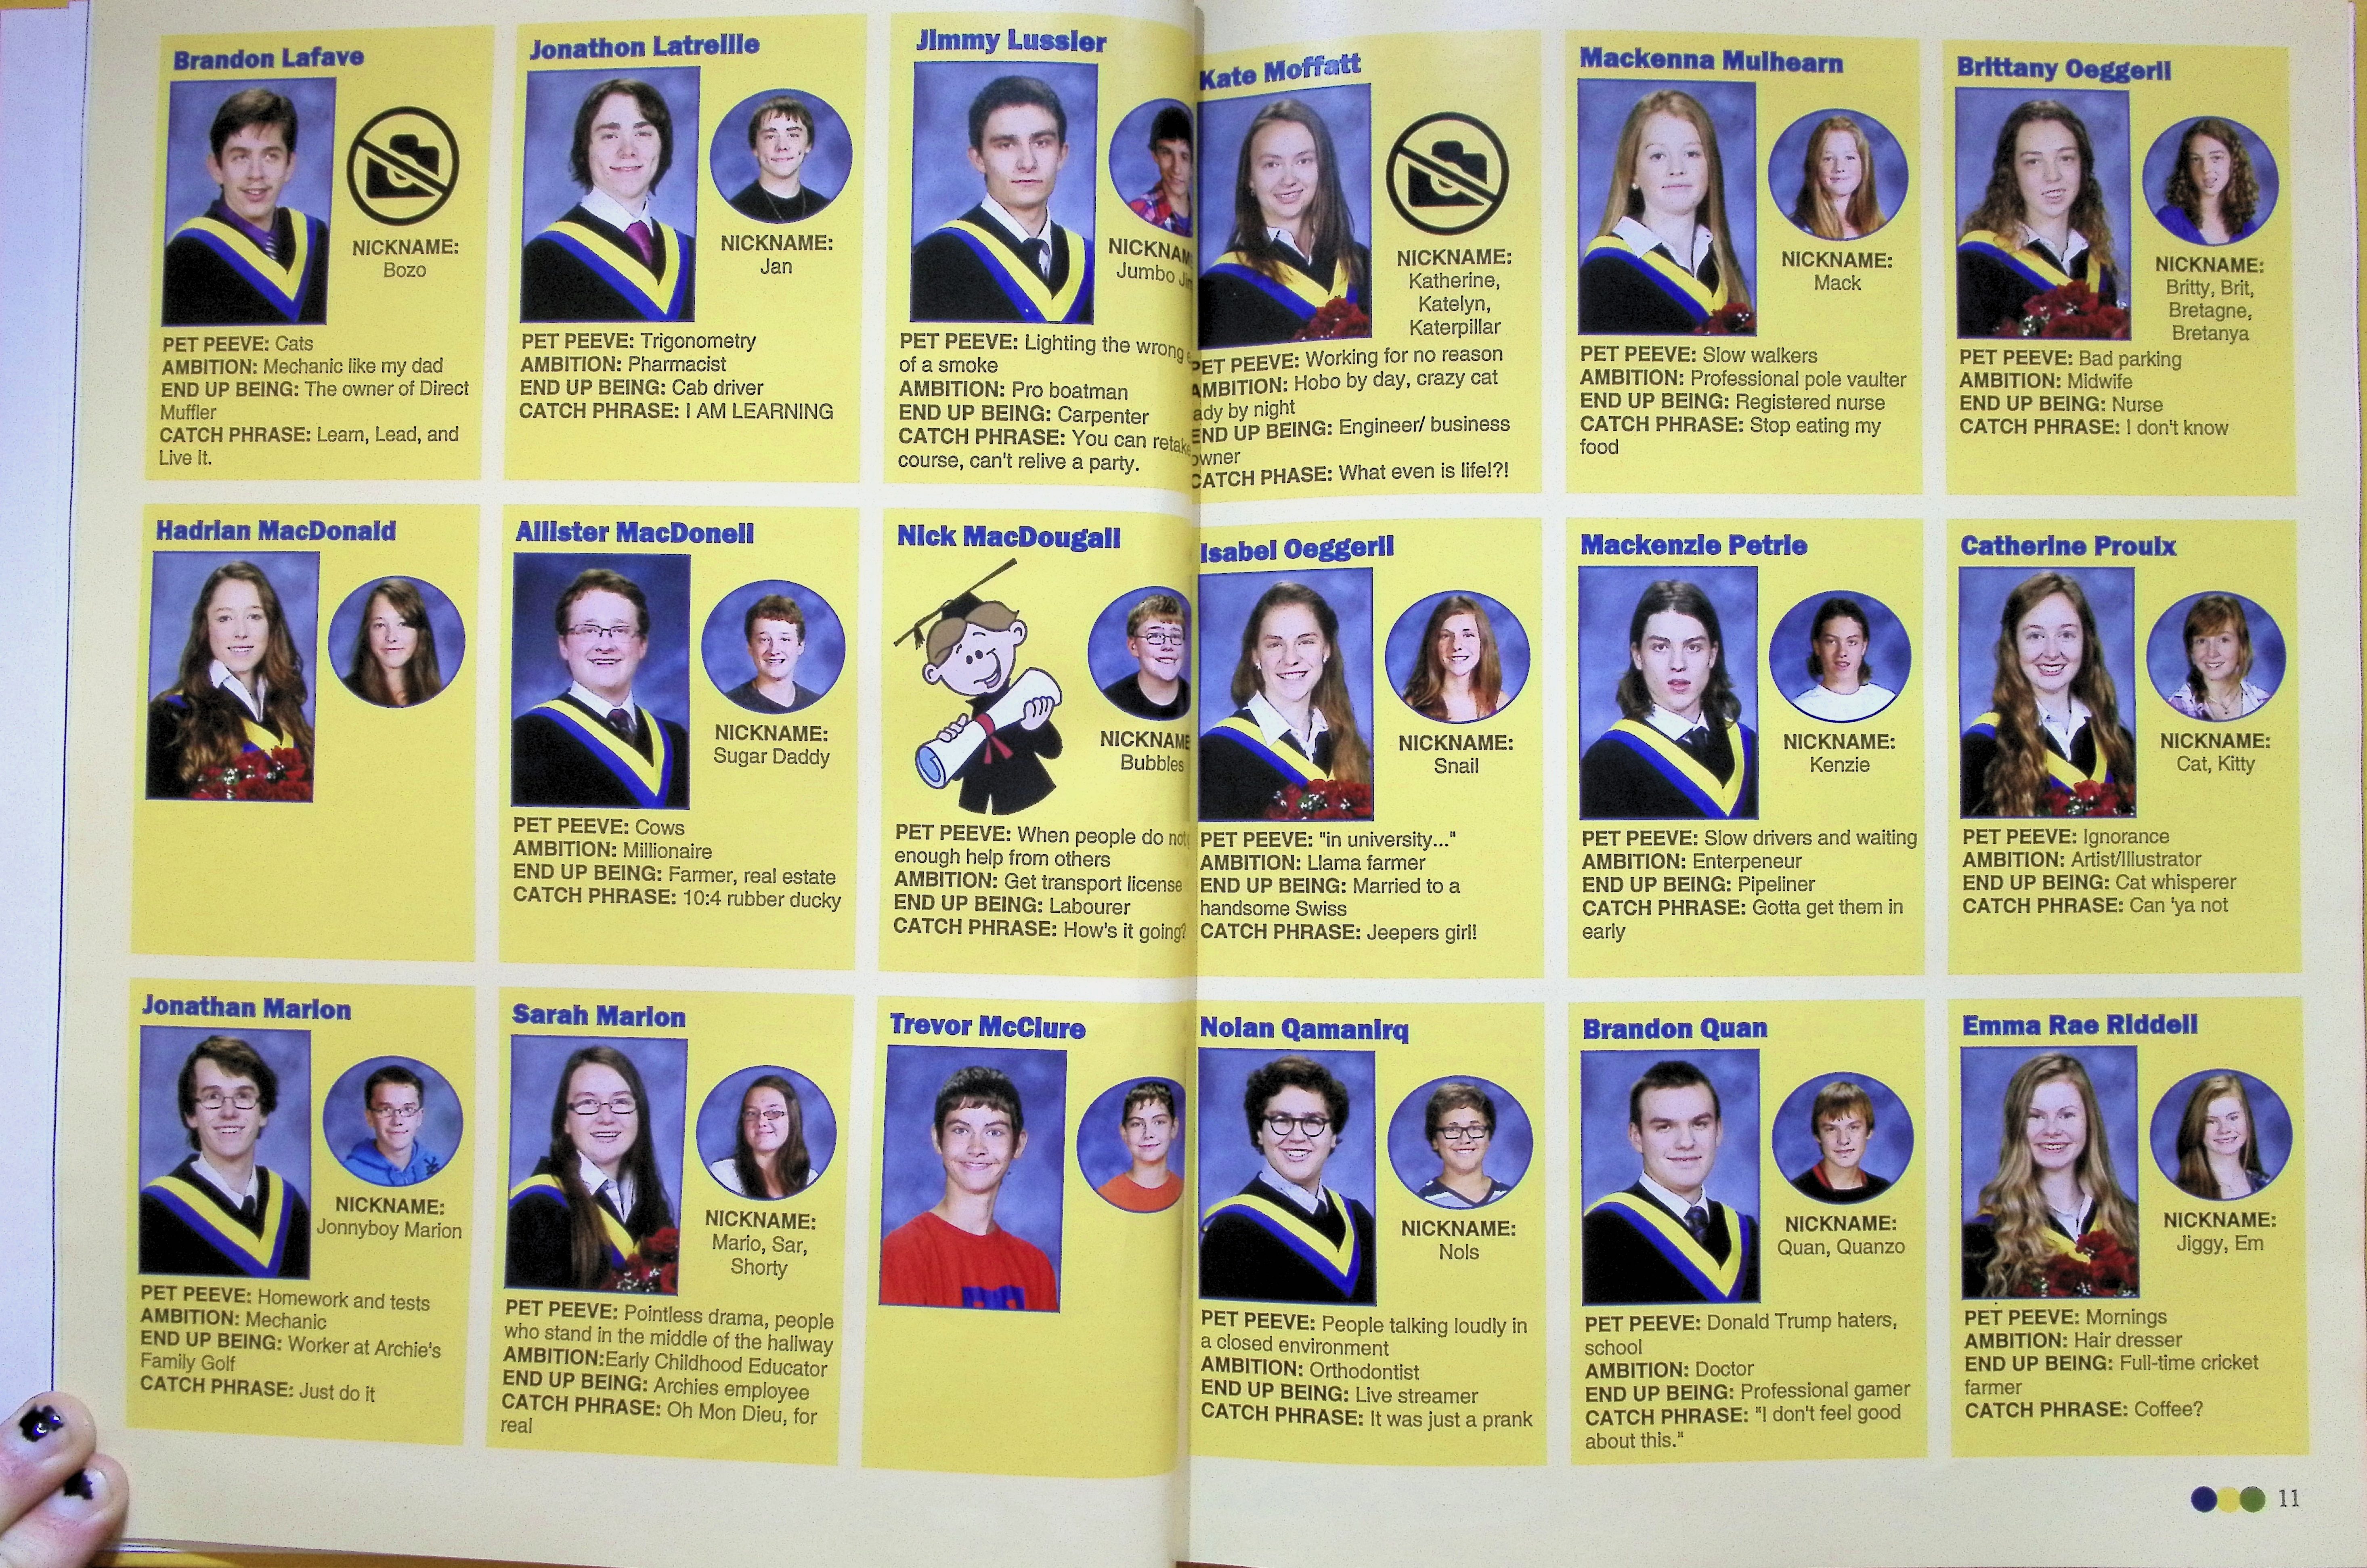 Brandon Lafave
NICKNAME:
Bozo
PET PEEVE: Cats
AMBITION: Mechanic like my dad
END UP BEING: The owner of Direct
Muffler
CATCH PHRASE: Learn, Lead, and
Live It.
Jonathon Latreille
NICKNAME:
Jan
PET PEEVE: Trigonometry
AMBITION: Pharmacist
END UP BEING: Cab driver
CATCH PHRASE: I AM LEARNING
Jimmy Lussier
Jumbo
PET PEEVE: Lighting the wrong
of a smoke
AMBITION: Pro boatman
END UP BEING: Carpenter
CATCH PHRASE: You can retake
course, can't relive a party.
Hadrian MacDonald
Allister MacDonell
NICKNAME:
Sugar Daddy
PET PEEVE: Cows
AMBITION: Millionaire
END UP BEING: Farmer, real estate
CATCH PHRASE: 10:4 rubber ducky
Nick MacDougall
NICKNAME
Bubbles
PET PEEVE: When people do not
enough help from others
AMBITION: Get transport license
END UP BEING: Labourer
CATCH PHRASE: How's it going?
Jonathan Marion
NICKNAME:
Jonnyboy Marion
PET PEEVE: Homework and tests
AMBITION: Mechanic
END UP BEING: Worker at Archie's
Family Golf
CATCH PHRASE: Just do it
Sarah Marion
NICKNAME:
Mario, Sar,
Shorty
PET PEEVE: Pointless drama, people
who stand in the middle of the hallway
AMBITION:Early Childhood Educator
END UP BEING: Archies employee
CATCH PHRASE: Oh Mon Dieu, for
real
Trevor McClure
Kate Moffatt
NICKNAME:
Katherine,
Katelyn,
Katerpillar
PET PEEVE: Working for no reason
AMBITION: Hobo by day, crazy cat
ady by night
END UP BEING: Engineer/ business
owner
CATCH PHASE: What even is life!?!
Mackenna Mulhearn
NICKNAME:
Mack
PET PEEVE: Slow walkers
AMBITION: Professional pole vaulter
END UP BEING: Registered nurse
CATCH PHRASE: Stop eating my
food
Brittany Oeggerli
NICKNAME:
Britty, Brit,
Bretagne,
Bretanya
PET PEEVE: Bad parking
AMBITION: Midwife
END UP BEING: Nurse
CATCH PHRASE: I don't know
Isabel Oeggerli
NICKNAME:
Snail
PET PEEVE: "in university..."
AMBITION: Llama farmer
END UP BEING: Married to a
handsome Swiss
CATCH PHRASE: Jeepers girl!
Mackenzie Petrie
NICKNAME:
Kenzie
PET PEEVE: Slow drivers and waiting
AMBITION: Enterpeneur
END UP BEING: Pipeliner
CATCH PHRASE: Gotta get them in
early
Catherine Proulx
NICKNAME:
Cat, Kitty
PET PEEVE: Ignorance
AMBITION: Artist/Illustrator
END UP BEING: Cat whisperer
CATCH PHRASE: Can 'ya not
Nolan Qamanirq
NICKNAME:
Nols
PET PEEVE: People talking loudly in
a closed environment
AMBITION: Orthodontist
END UP BEING: Live streamer
CATCH PHRASE: It was just a prank
Brandon Quan
NICKNAME:
Quan, Quanzo
PET PEEVE: Donald Trump haters,
school
AMBITION: Doctor
END UP BEING: Professional gamer
CATCH PHRASE: "I don't feel good
about this."
Emma Rae Riddell
NICKNAME:
Jiggy, Em
PET PEEVE: Mornings
AMBITION: Hair dresser
END UP BEING: Full-time cricket
farmer
CATCH PHRASE: Coffee?
11